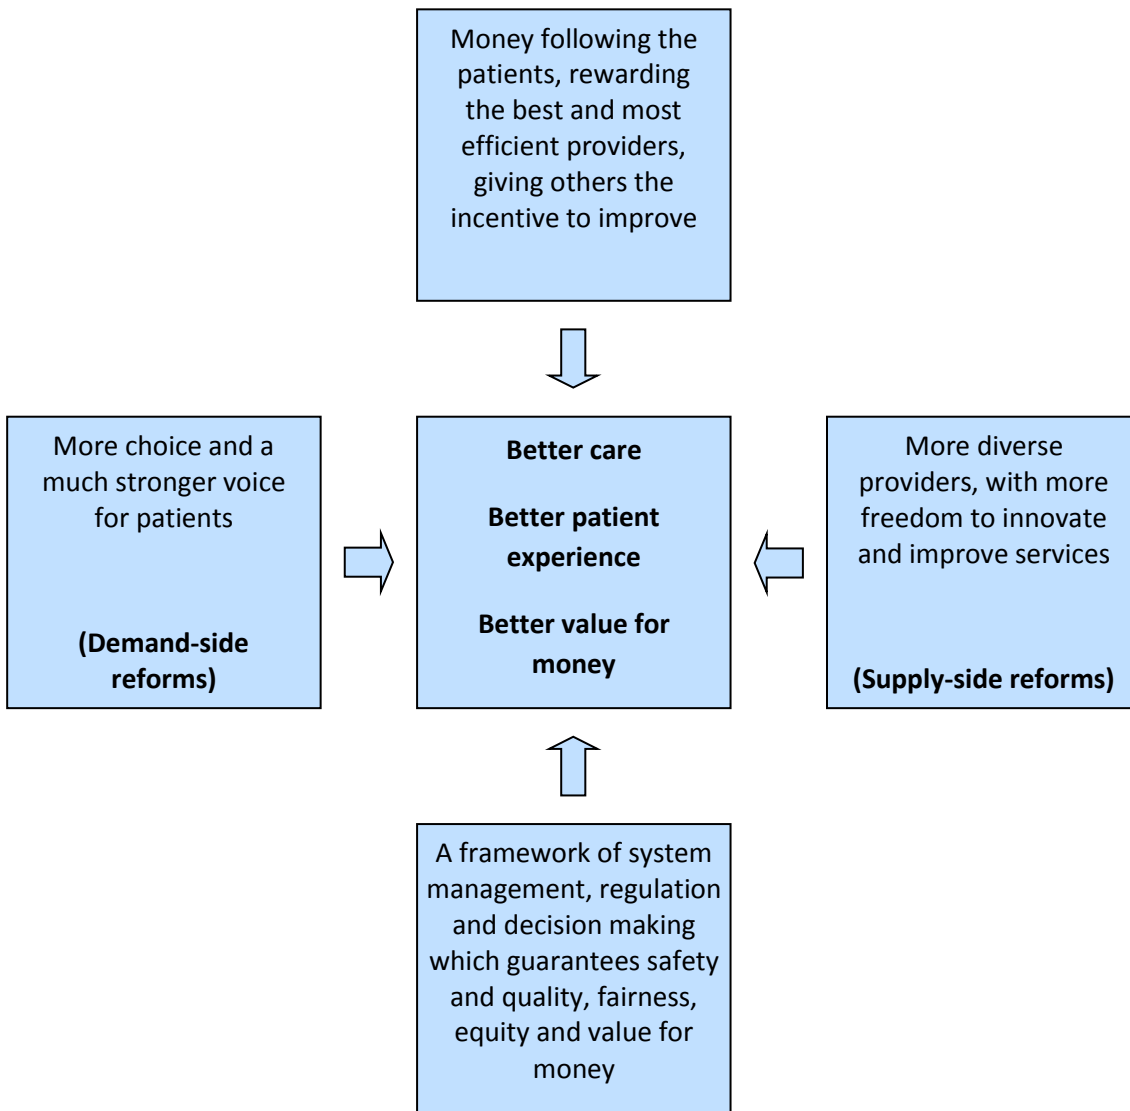 Money following the
patients, rewarding
the best and most
efficient providers,
giving others the
incentive to improve
More choice and a
much stronger voice
for patients
(Demand-side
reforms)
Better care
Better patient
experience
Better value for
money
More diverse
providers, with more
freedom to innovate
and improve services
(Supply-side reforms)
A framework of system
management, regulation
and decision making
which guarantees safety
and quality, fairness,
equity and value for
money